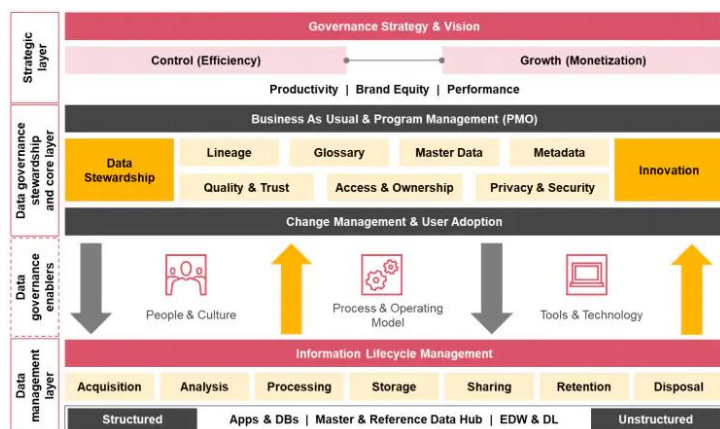 Strategic layer
Governance Strategy & Vision
Control (Efficiency)
Growth (Monetization)
Productivity | Brand Equity | Performance
Data governance
stewardship
and core layer
Business As Usual & Program Management (PMO)
Data
Stewardship
Lineage
Glossary
Master Data
Metadata
Quality & Trust
Access & Ownership
Privacy & Security
Innovation
Change Management & User Adoption
Data
governance
enablers
People & Culture
Process & Operating
Model
Tools & Technology
Data
management
layer
Information Lifecycle Management
Acquisition
Analysis
Processing
Storage
Sharing
Retention
Disposal
Structured
Apps & DBs | Master & Reference Data Hub | EDW & DL
Unstructured